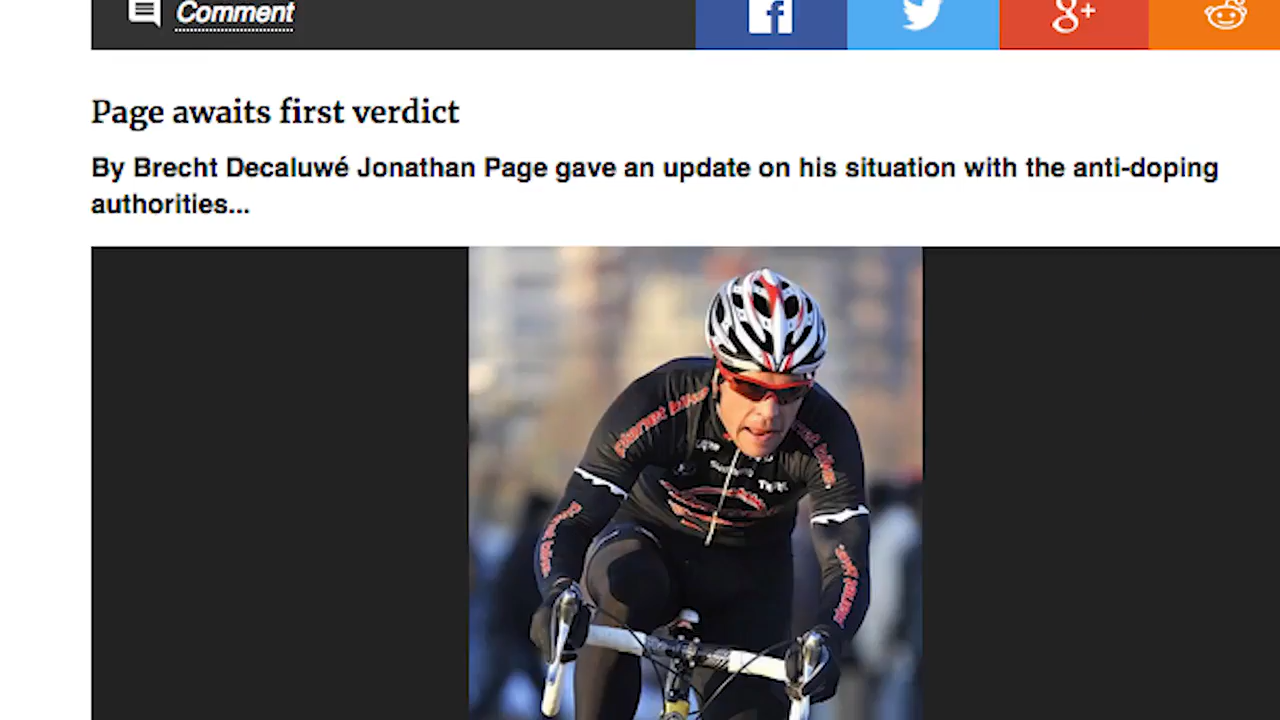 Comment
Page awaits first verdict
By Brecht Decaluwé Jonathan Page gave an update on his situation with the anti-doping
authorities...